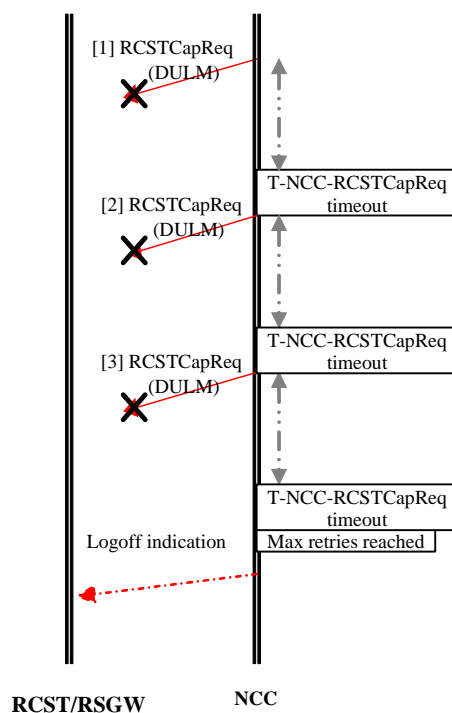 [1] RCSTCapReq
(DULM)
T-NCC-RCSTCapReq
timeout
[2] RCSTCapReq
(DULM)
T-NCC-RCSTCapReq
timeout
[3] RCSTCapReq
(DULM)
T-NCC-RCSTCapReq
timeout
Logoff indication
Max retries reached
RCST/RSGW
NCC